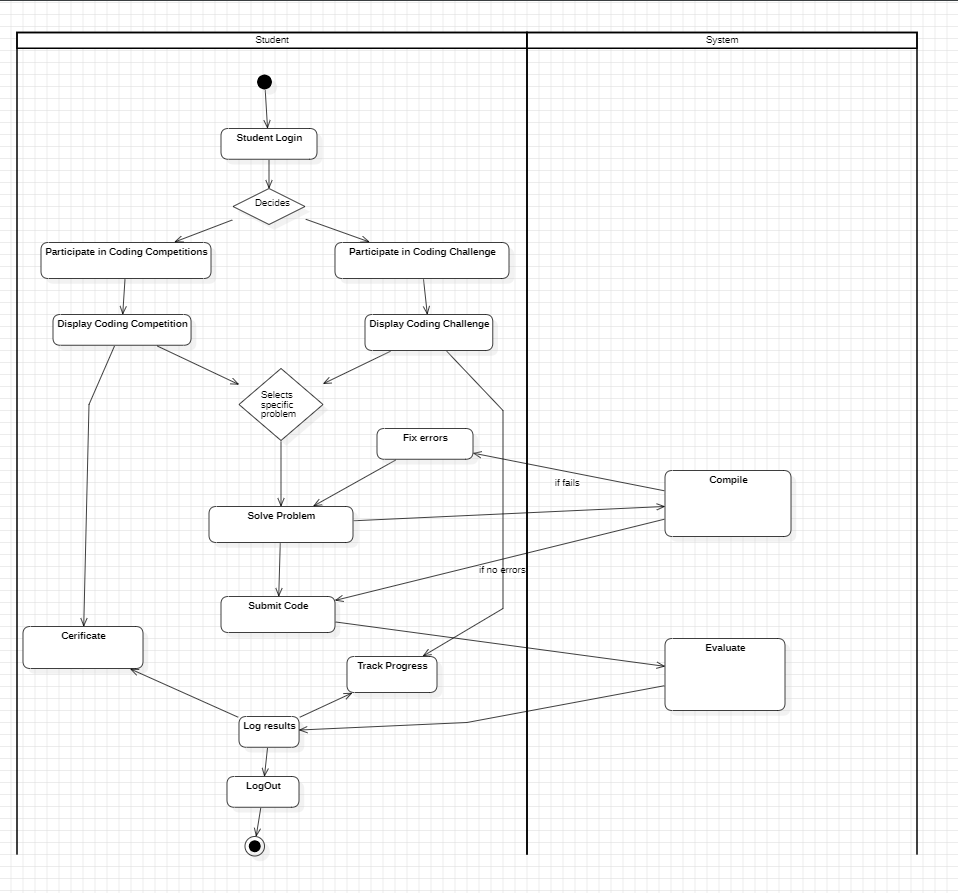 Student
System
Student Login
Decides
Participate in Coding Competitions
Participate in Coding Challenge
Display Coding Competition
Display Coding Challenge
Selects
specific
problem
Fix errors
if fails
Compile
Solve Problem
if no errors
Submit Code
Cerificate
Evaluate
Track Progress
Log results
LogOut